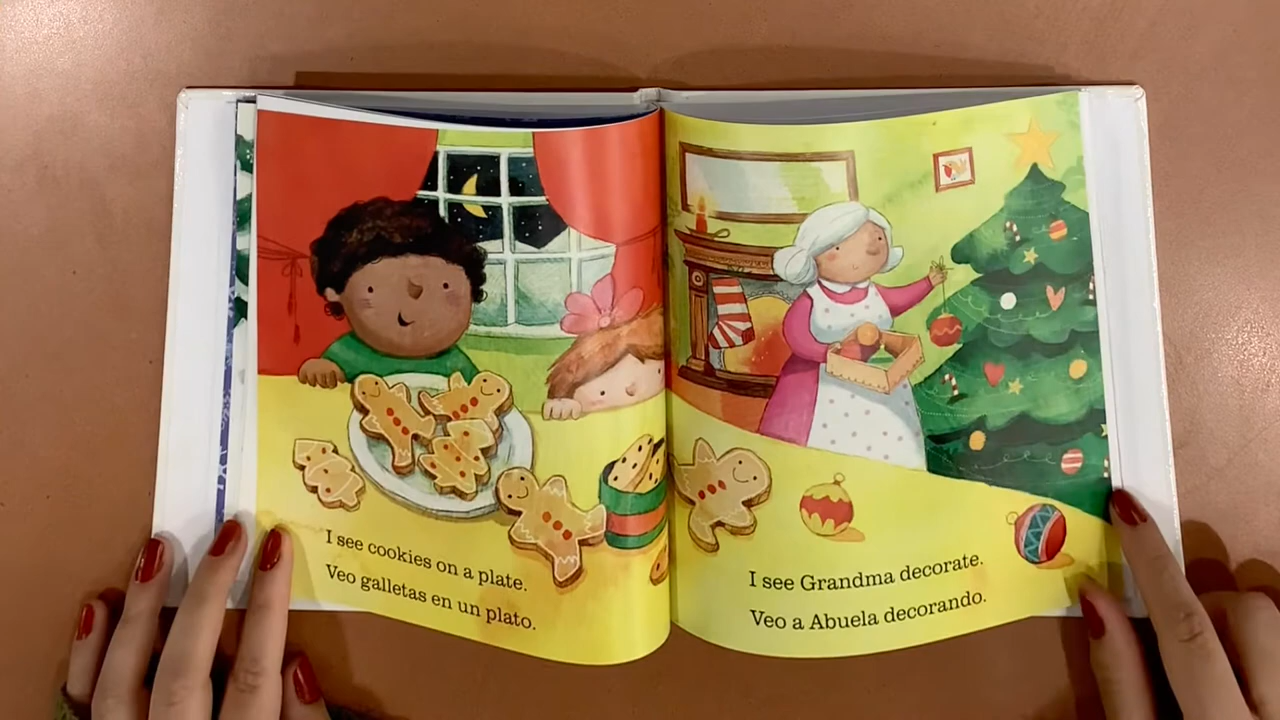 I see cookies on a plate.
Veo galletas en un plato.
I see Grandma decorate.
Veo a Abuela decorando.